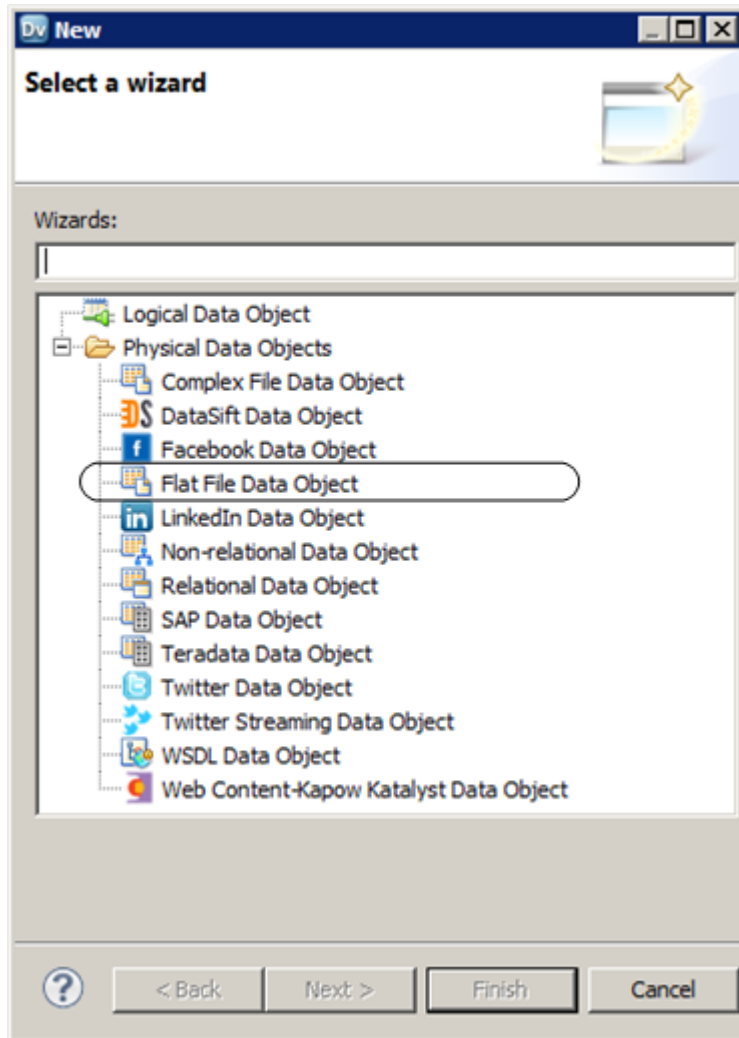 Dv New
Select a wizard
Wizards:
Logical Data Object
Physical Data Objects
Complex File Data Object
DS DataSift Data Object
f Facebook Data Object
Flat File Data Object
in LinkedIn Data Object
Non-relational Data Object
Relational Data Object
SAP Data Object
Teradata Data Object
Twitter Data Object
Twitter Streaming Data Object
WSDL Data Object
Web Content-Kapow Katalyst Data Object
? < Back Next > Finish Cancel